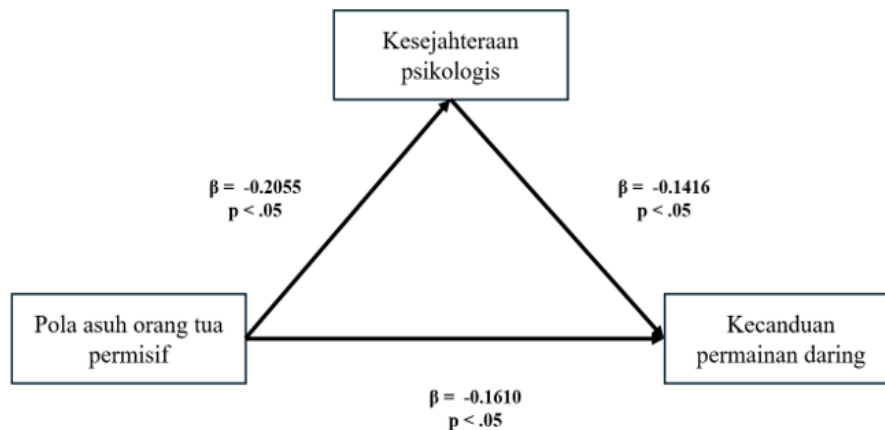 Kesejahteraan
psikologis
β = -0.2055
p < .05
β = -0.1416
p < .05
Pola asuh orang tua
permisif
Kecanduan
permainan daring
β = -0.1610
p < .05